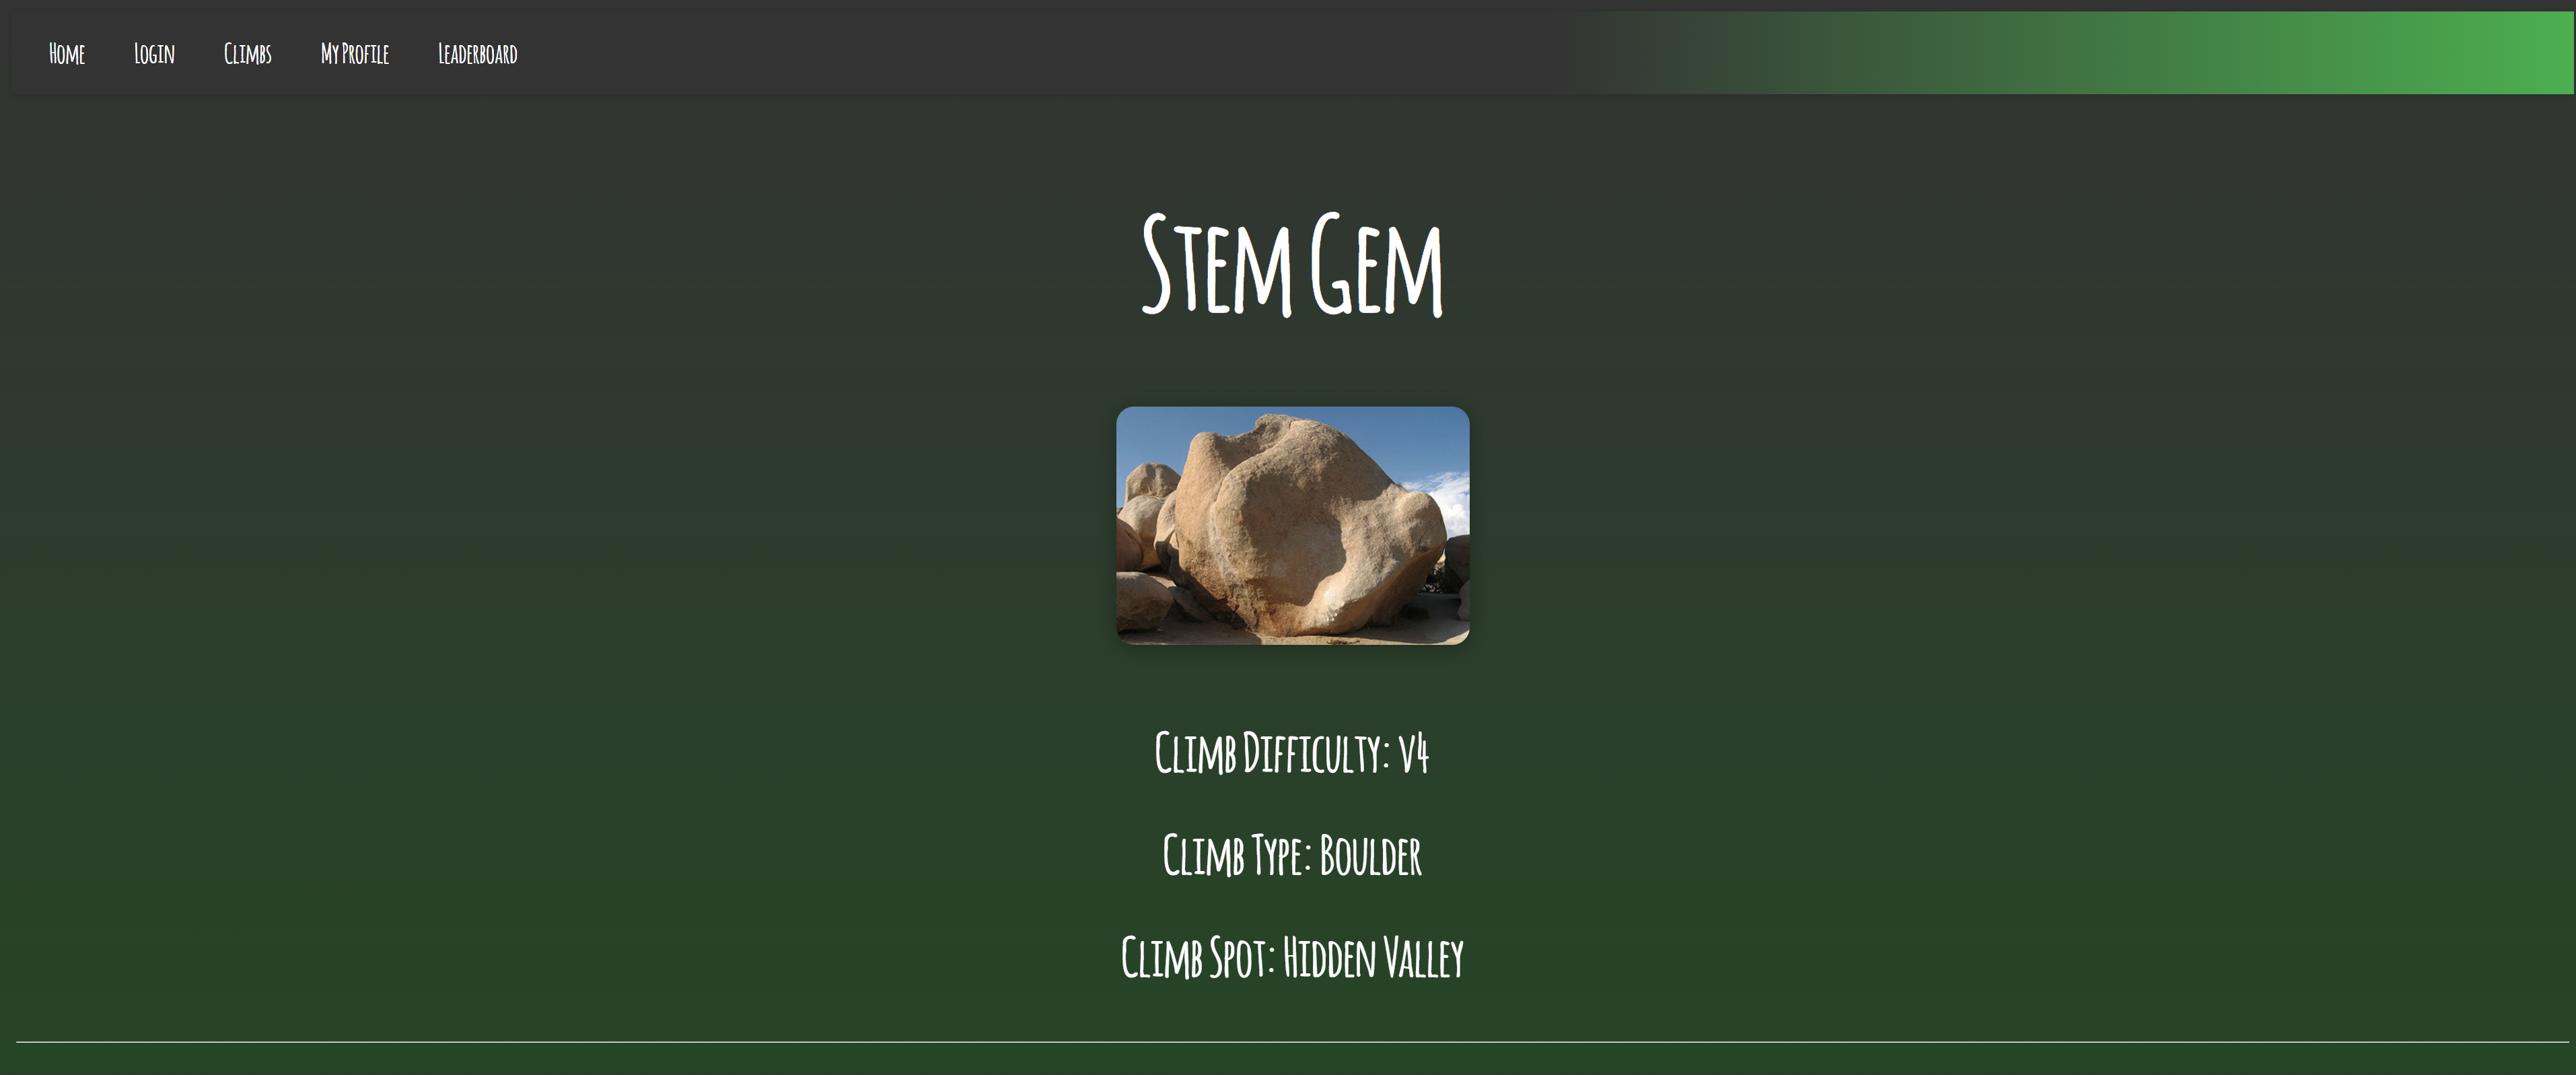 Home Login Climbs My Profile Leaderboard
Stem Gem
Climb Difficulty: v4
Climb Type: Boulder
Climb Spot: Hidden Valley